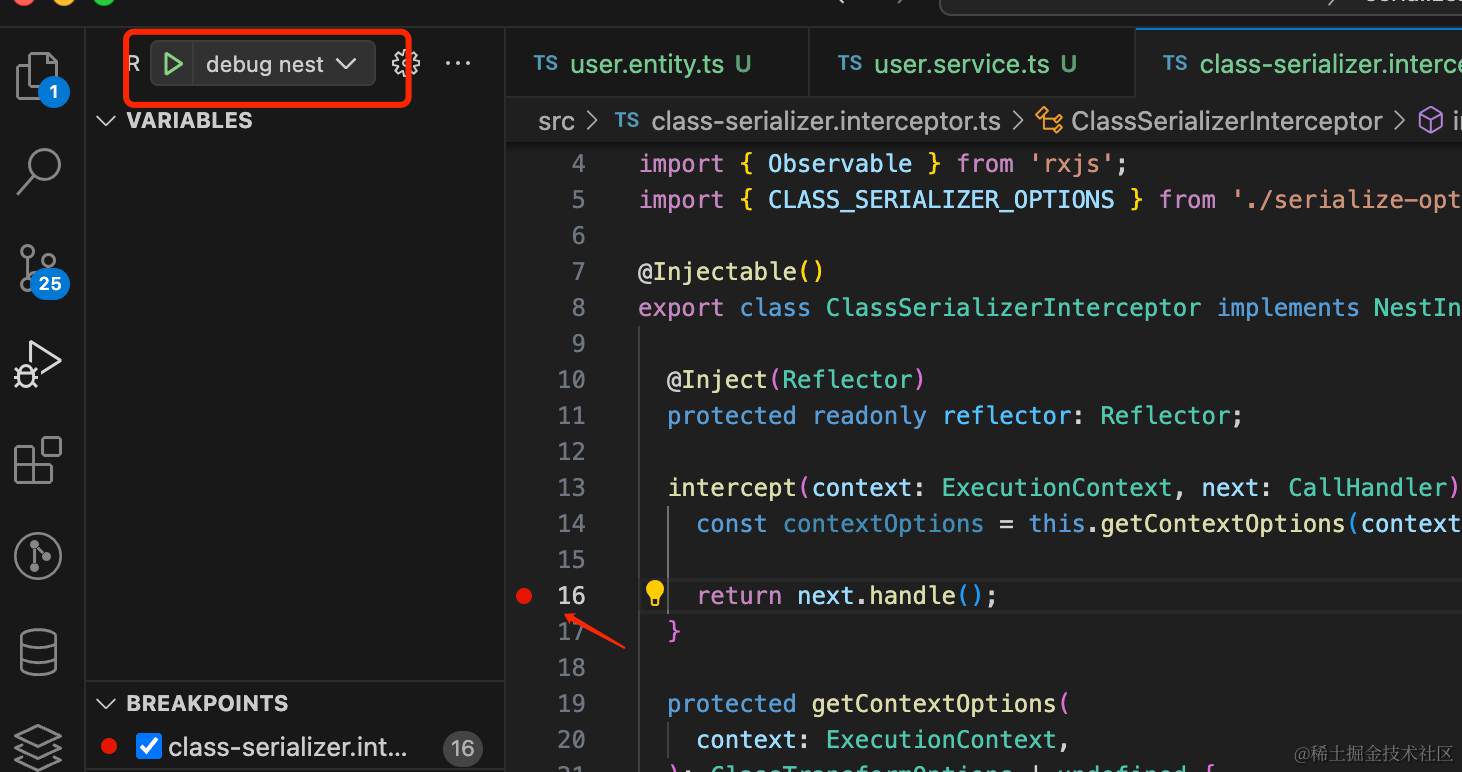 R debug nest
VARIABLES
BREAKPOINTS
class-serializer.int... 16
1
25
TS user.entity.ts U TS user.service.ts U TS class-serializer.interce
src > TS class-serializer.interceptor.ts > ClassSerializerInterceptor >
4 import { Observable } from 'rxjs';
5 import { CLASS_SERIALIZER_OPTIONS } from './serialize-opt
6
7 @Injectable()
8 export class ClassSerializerInterceptor implements NestIn
9
10 @Inject(Reflector)
11 protected readonly reflector: Reflector;
12
13 intercept(context: ExecutionContext, next: CallHandler)
14 const contextOptions = this.getContextOptions(context
15
16 return next.handle();
17 }
18
19 protected getContextOptions(
20 context: ExecutionContext,
21 ): ClassTransformOptions | undefined {
@稀土掘金技术社区